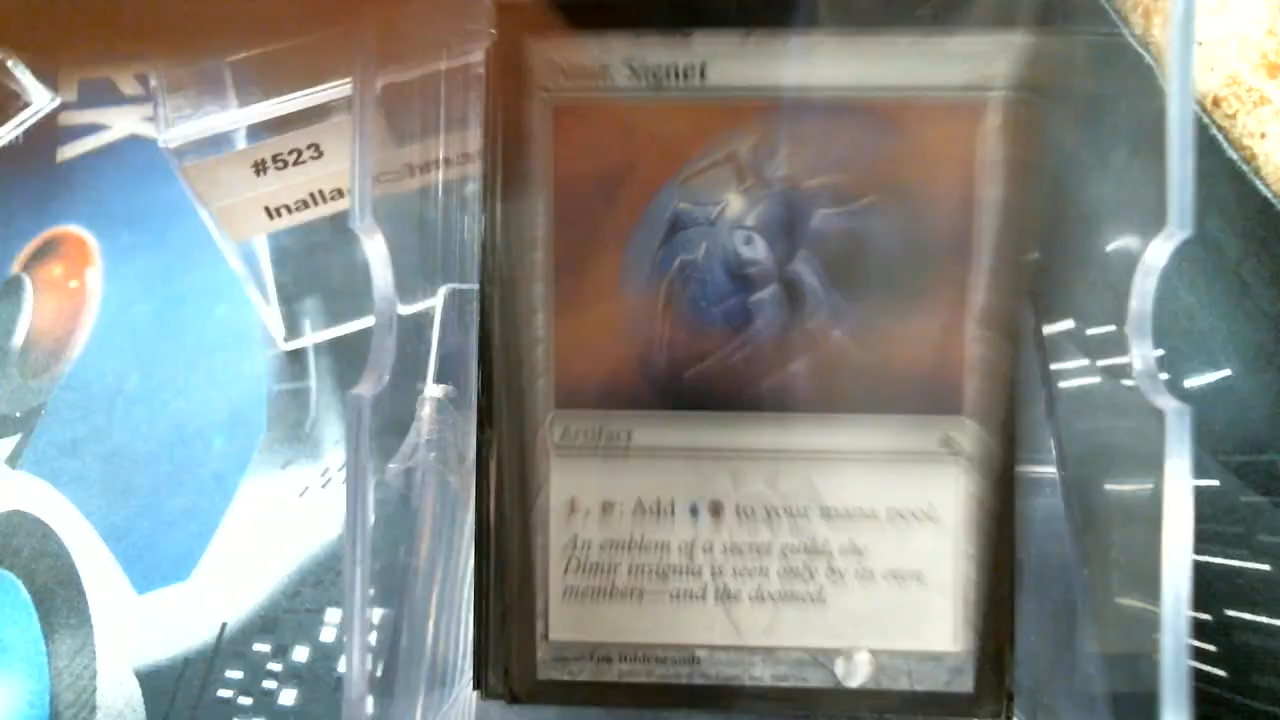 #523
Inalla
Signet
Artifact
: Add to your mana pool.
An emblem of a secret guild, the
Dimir insignia is seen only by its own
members—and the doomed.
Hildebrandt